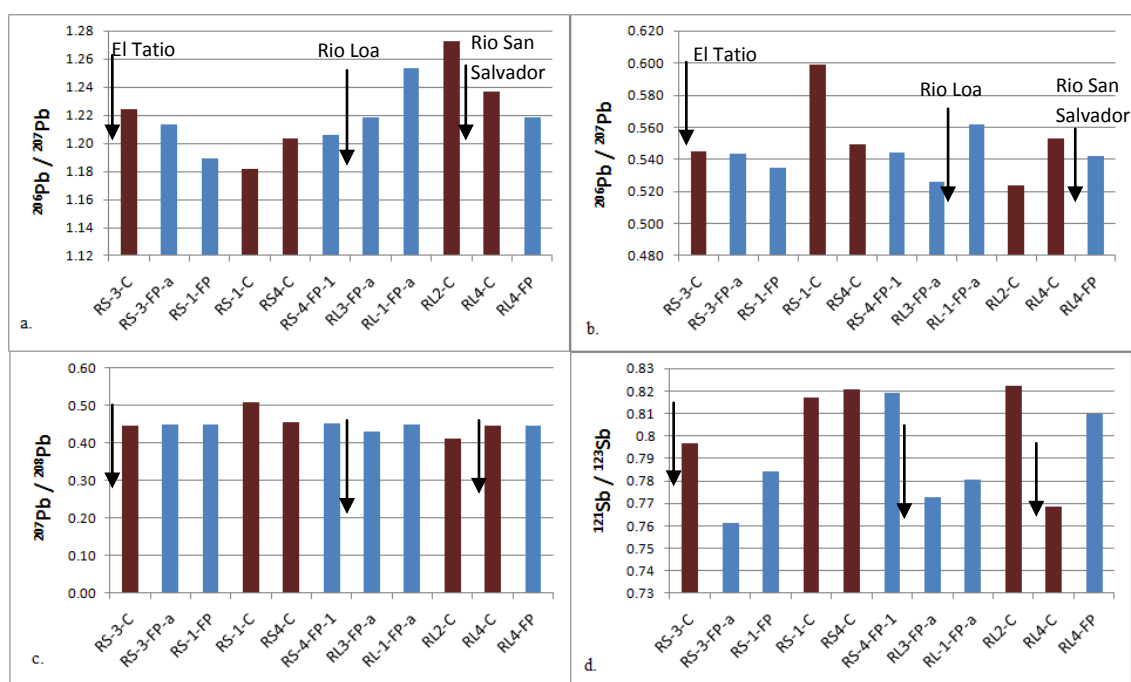 1.28
1.26
1.24
1.22
1.20
1.18
1.16
1.14
1.12
206Pb / 207Pb
El Tatio
Rio Loa
Rio San
Salvador
RS-3-C
RS-3-FP-a
RS-1-FP
RS-1-C
RS4-C
RS-4-FP-1
RL3-FP-a
RL-1-FP-a
RL2-C
RL4-C
RL4-FP
a.
0.620
0.600
0.580
0.560
0.540
0.520
0.500
0.480
206Pb / 207Pb
El Tatio
Rio Loa
Rio San
Salvador
RS-3-C
RS-3-FP-a
RS-1-FP
RS-1-C
RS4-C
RS-4-FP-1
RL3-FP-a
RL-1-FP-a
RL2-C
RL4-C
RL4-FP
b.
0.60
0.50
0.40
0.30
0.20
0.10
0.00
207Pb / 208Pb
RS-3-C
RS-3-FP-a
RS-1-FP
RS-1-C
RS4-C
RS-4-FP-1
RL3-FP-a
RL-1-FP-a
RL2-C
RL4-C
RL4-FP
c.
0.83
0.82
0.81
0.8
0.79
0.78
0.77
0.76
0.75
0.74
0.73
121Sb / 123Sb
RS-3-C
RS-3-FP-a
RS-1-FP
RS-1-C
RS4-C
RS-4-FP-1
RL3-FP-a
RL-1-FP-a
RL2-C
RL4-C
RL4-FP
d.